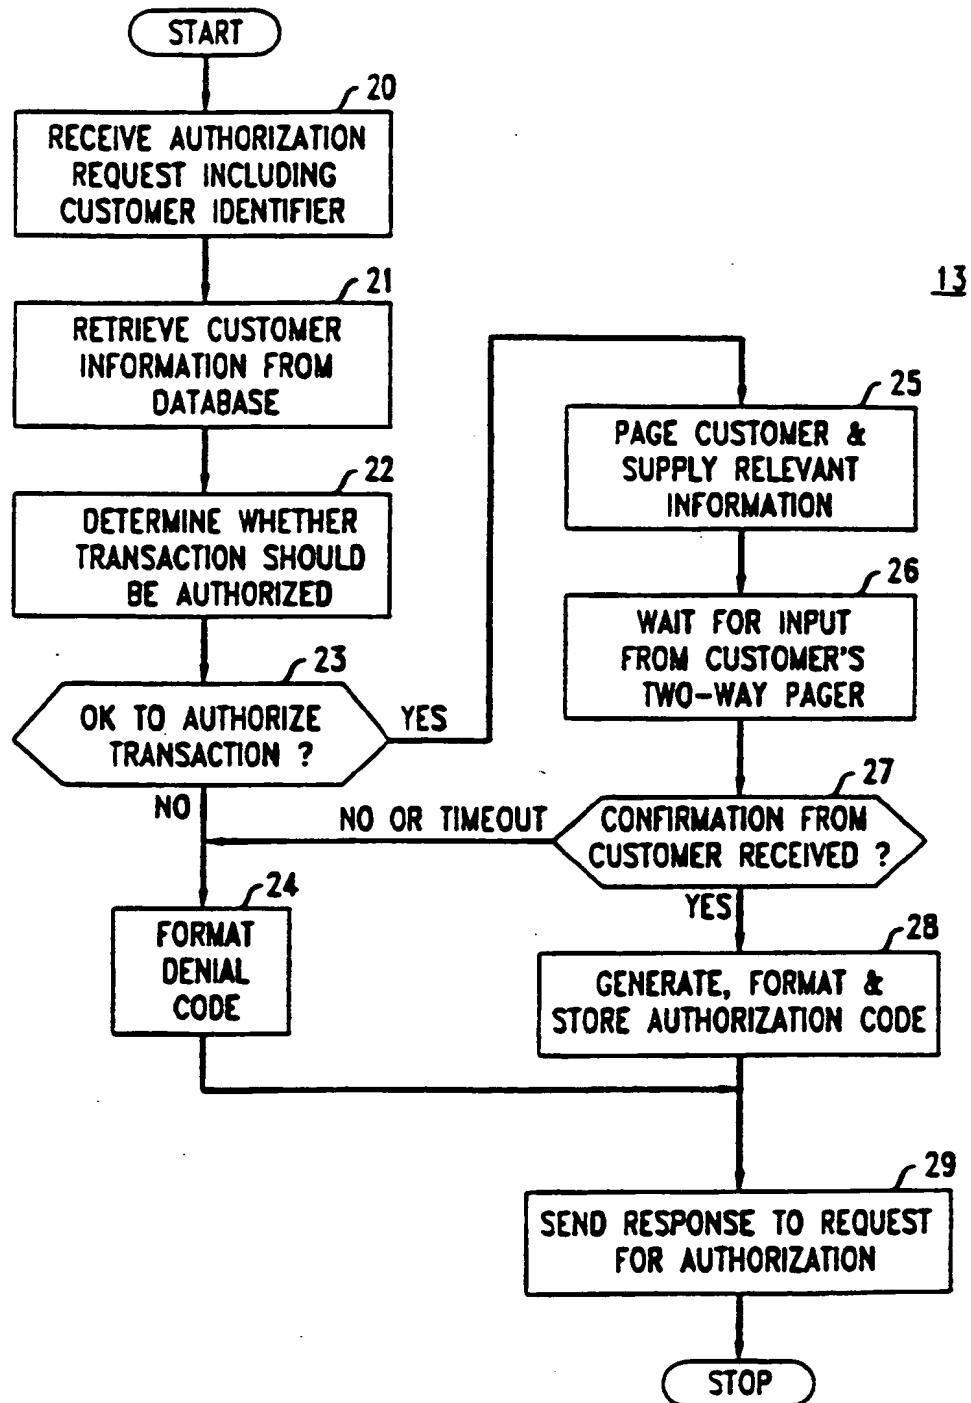 START
20
RECEIVE AUTHORIZATION
REQUEST INCLUDING
CUSTOMER IDENTIFIER
21
RETRIEVE CUSTOMER
INFORMATION FROM
DATABASE
22
DETERMINE WHETHER
TRANSACTION SHOULD
BE AUTHORIZED
23
OK TO AUTHORIZE
TRANSACTION ?
YES
NO
24
FORMAT
DENIAL
CODE
13
25
PAGE CUSTOMER &
SUPPLY RELEVANT
INFORMATION
26
WAIT FOR INPUT
FROM CUSTOMER'S
TWO-WAY PAGER
27
CONFIRMATION FROM
CUSTOMER RECEIVED ?
NO OR TIMEOUT
YES
28
GENERATE, FORMAT &
STORE AUTHORIZATION CODE
29
SEND RESPONSE TO REQUEST
FOR AUTHORIZATION
STOP